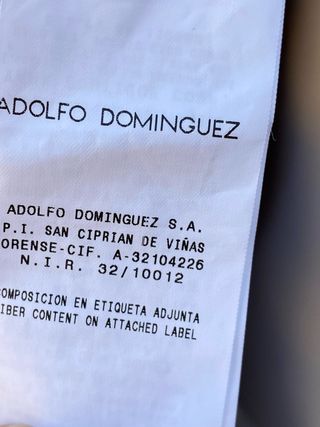 ADOLFO DOMINGUEZ
ADOLFO DOMINGUEZ S.A.
P.I. SAN CIPRIAN DE VIÑAS
ORENSE-CIF. A-32104226
N.I.R. 32/10012
COMPOSICION EN ETIQUETA ADJUNTA
IBER CONTENT ON ATTACHED LABEL